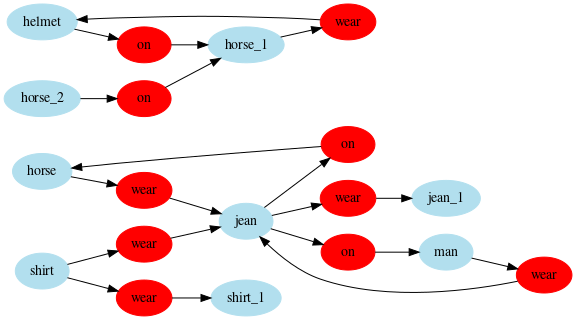 helmet
wear
on
horse_1
horse_2
on
on
horse
wear
wear
jean_1
jean
wear
on
man
shirt
wear
wear
shirt_1